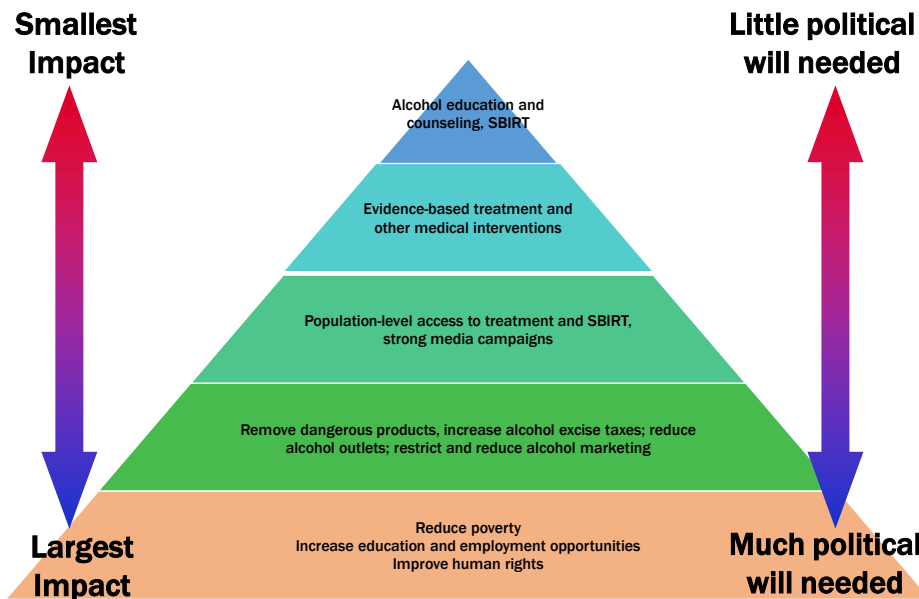 Smallest
Impact
Little political
will needed
Alcohol education and
counseling, SBIRT
Evidence-based treatment and
other medical interventions
Population-level access to treatment and SBIRT,
strong media campaigns
Remove dangerous products, increase alcohol excise taxes; reduce
alcohol outlets; restrict and reduce alcohol marketing
Reduce poverty
Increase education and employment opportunities
Improve human rights
Largest
Impact
Much political
will needed